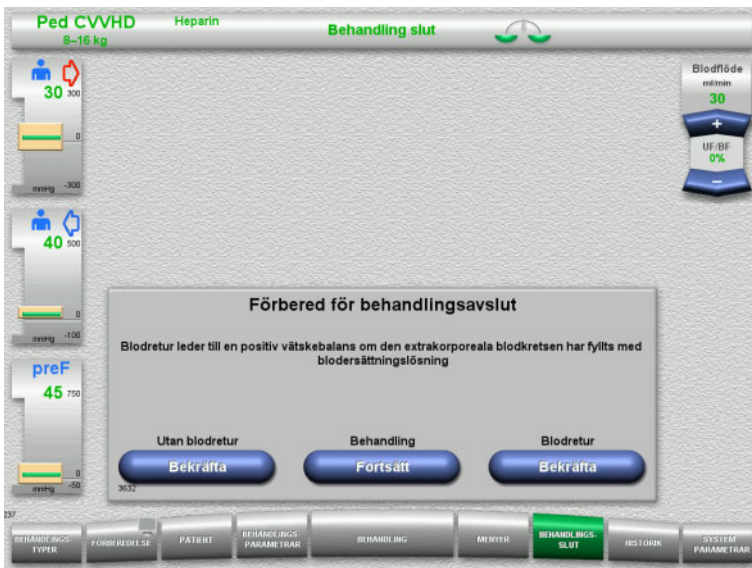 Ped CVVHD
8–16 kg
Heparin
Behandling slut
30
300
0
mmHg
-300
40
500
0
mmHg
-100
preF
45
750
0
mmHg
-50
Blodflöde
ml/min
30
+
UF/BF
0%
–
Förbered för behandlingsavslut
Blodretur leder till en positiv vätskebalans om den extrakorporeala blodkretsen har fyllts med
blodersättningslösning
Utan blodretur
Behandling
Blodretur
Bekräfta
Fortsätt
Bekräfta
3632
237
BEHANDLINGS-
TYPER
FÖRBEREDELSE
PATIENT
BEHANDLINGS-
PARAMETRAR
BEHANDLING
MENYER
BEHANDLINGS-
SLUT
HISTORIK
SYSTEM
PARAMETRAR